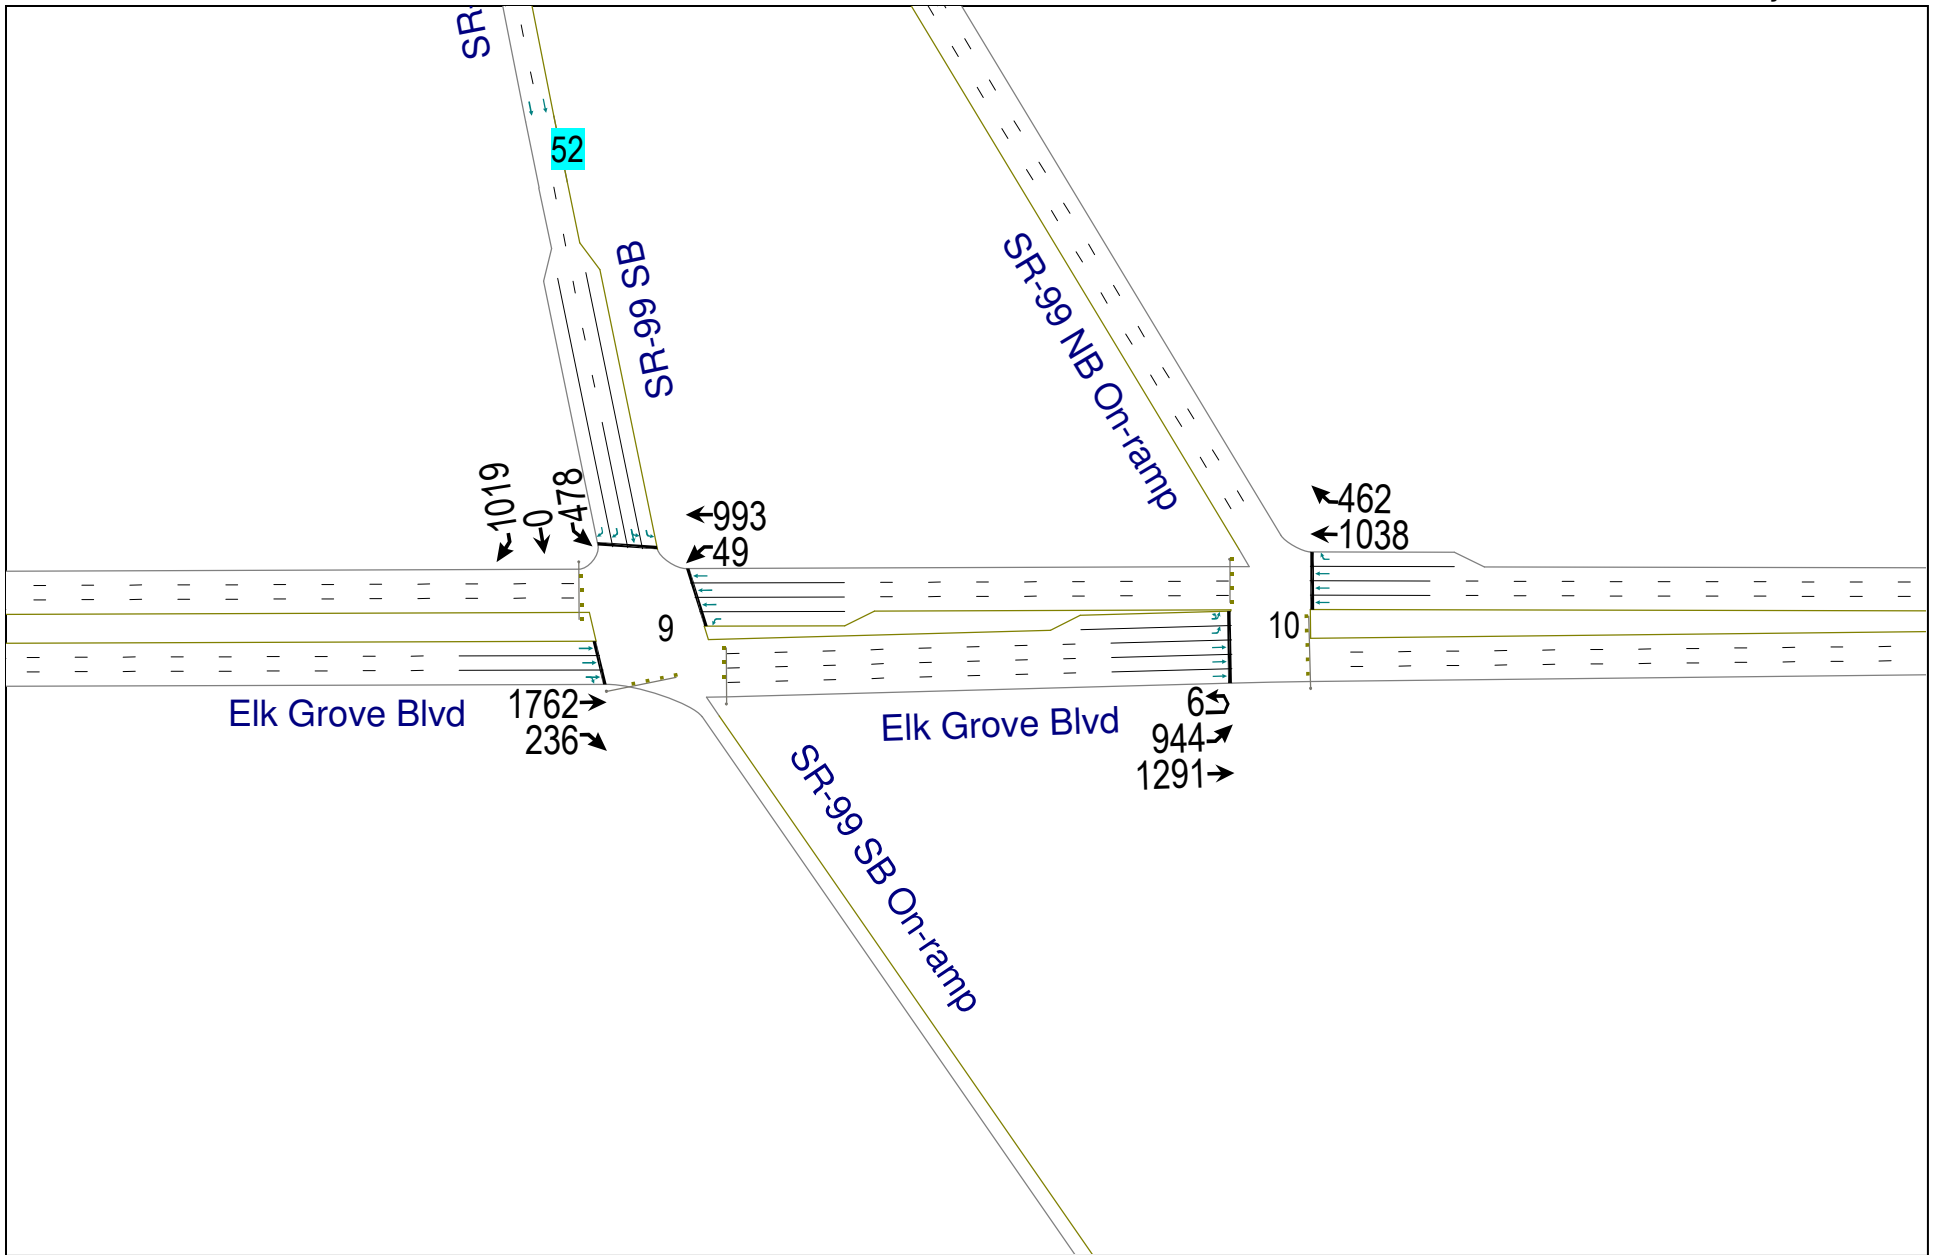 SR-
52
SR-99 SB
SR-99 NB On-ramp
1019
0
478
993
49
462
1038
9
10
1762
236
Elk Grove Blvd
Elk Grove Blvd
6
944
1291
SR-99 SB On-ramp